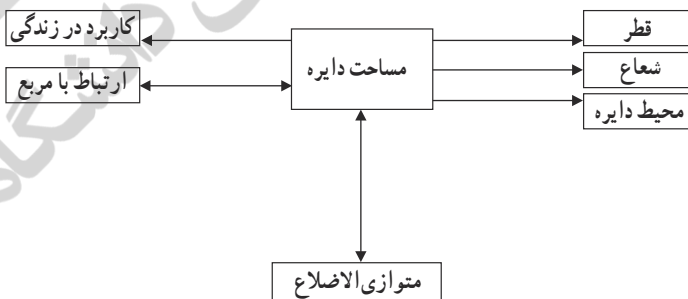 قطر
کاربرد در زندگی
مساحت دایره
شعاع
ارتباط با مربع
محیط دایره
متوازی‌الاضلاع